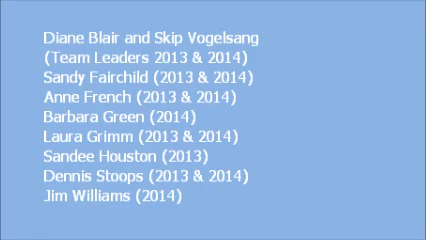 Diane Blair and Skip Vogelsang
(Team Leaders 2013 & 2014)
Sandy Fairchild (2013 & 2014)
Anne French (2013 & 2014)
Barbara Green (2014)
Laura Grimm (2013 & 2014)
Sandee Houston (2013)
Dennis Stoops (2013 & 2014)
Jim Williams (2014)